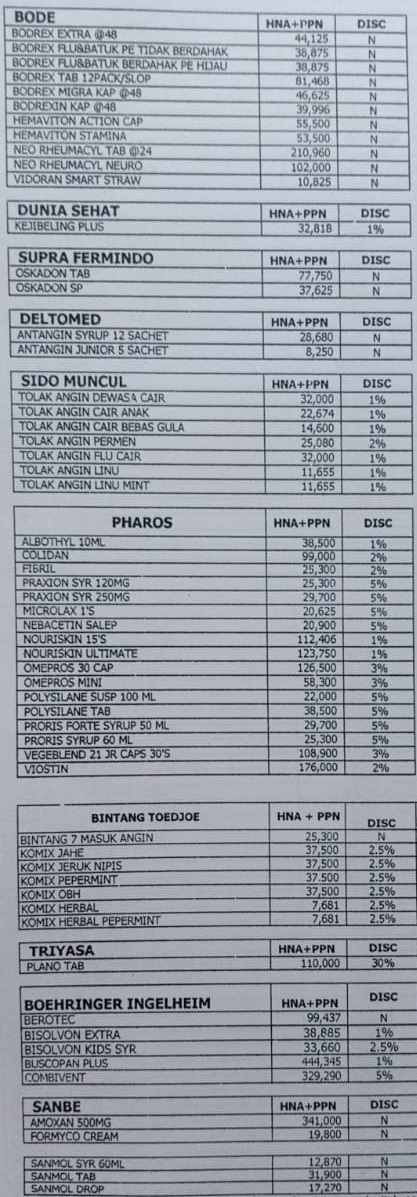 BODE HNA+PPN DISC
BODREX EXTRA @48 44,125 N
BODREX FLU&BATUK PE TIDAK BERDAHAK 38,875 N
BODREX FLU&BATUK BERDAHAK PE HIJAU 38,875 N
BODREX TAB 12PACK/SLOP 81,468 N
BODREX MIGRA KAP @48 46,625 N
BODREXIN KAP @48 39,996 N
HEMAVITON ACTION CAP 55,500 N
HEMAVITON STAMINA 53,500 N
NEO RHEUMACYL TAB @24 210,960 N
NEO RHEUMACYL NEURO 102,000 N
VIDORAN SMART STRAW 10,825 N
DUNIA SEHAT HNA+PPN DISC
KEJIBELING PLUS 32,818 1%
SUPRA FERMINDO HNA+PPN DISC
OSKADON TAB 77,750 N
OSKADON SP 37,625 N
DELTOMED HNA+PPN DISC
ANTANGIN SYRUP 12 SACHET 28,680 N
ANTANGIN JUNIOR 5 SACHET 8,250 N
SIDO MUNCUL HNA+PPN DISC
TOLAK ANGIN DEWASA CAIR 32,000 1%
TOLAK ANGIN CAIR ANAK 22,674 1%
TOLAK ANGIN CAIR BEBAS GULA 14,600 1%
TOLAK ANGIN PERMEN 25,080 2%
TOLAK ANGIN FLU CAIR 32,000 1%
TOLAK ANGIN LINU 11,655 1%
TOLAK ANGIN LINU MINT 11,655 1%
PHAROS HNA+PPN DISC
ALBOTHYL 10ML 38,500 1%
COLIDAN 99,000 2%
FIBRIL 25,300 2%
PRAXION SYR 120MG 25,300 5%
PRAXION SYR 250MG 29,700 5%
MICROLAX 1'S 20,625 5%
NEBACETIN SALEP 20,900 5%
NOURISKIN 15'S 112,406 1%
NOURISKIN ULTIMATE 123,750 1%
OMEPROS 30 CAP 126,500 3%
OMEPROS MINI 58,300 3%
POLYSILANE SUSP 100 ML 22,000 5%
POLYSILANE TAB 38,500 5%
PRORIS FORTE SYRUP 50 ML 29,700 5%
PRORIS SYRUP 60 ML 25,300 5%
VEGEBLEND 21 JR CAPS 30'S 108,900 3%
VIOSTIN 176,000 2%
BINTANG TOEDJOE HNA + PPN DISC
BINTANG 7 MASUK ANGIN 25,300 N
KOMIX JAHE 37,500 2.5%
KOMIX JERUK NIPIS 37,500 2.5%
KOMIX PEPERMINT 37,500 2.5%
KOMIX OBH 37,500 2.5%
KOMIX HERBAL 7,681 2.5%
KOMIX HERBAL PEPERMINT 7,681 2.5%
TRIYASA HNA+PPN DISC
PLANO TAB 110,000 30%
BOEHRINGER INGELHEIM HNA+PPN DISC
BEROTEC 99,437 N
BISOLVON EXTRA 38,885 1%
BISOLVON KIDS SYR 33,660 2.5%
BUSCOPAN PLUS 444,345 1%
COMBIVENT 329,290 5%
SANBE HNA+PPN DISC
AMOXAN 500MG 341,000 N
FORMYCO CREAM 19,800 N
SANMOL SYR 60ML 12,870 N
SANMOL TAB 31,900 N
SANMOL DROP 17,270 N